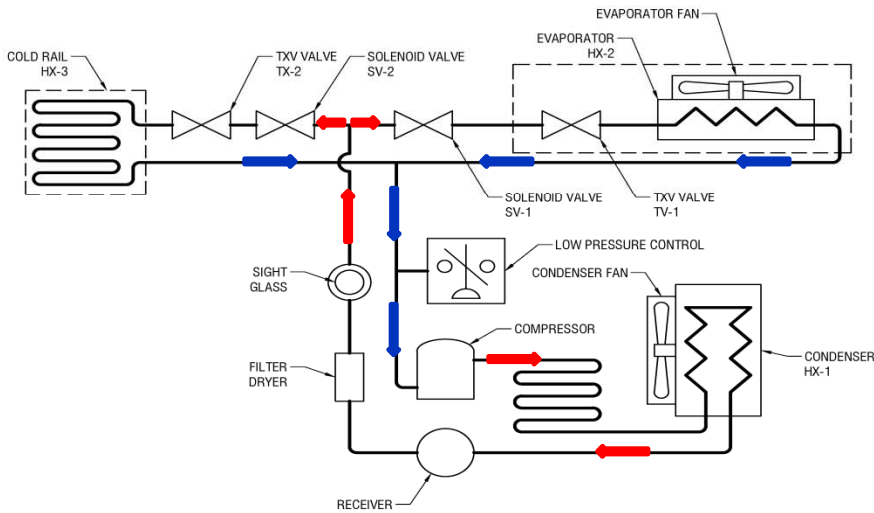 EVAPORATOR FAN
EVAPORATOR
HX-2
TXV VALVE
TX-2
SOLENOID VALVE
SV-2
COLD RAIL
HX-3
SOLENOID VALVE
SV-1
TXV VALVE
TV-1
LOW PRESSURE CONTROL
SIGHT
GLASS
CONDENSER FAN
COMPRESSOR
CONDENSER
HX-1
FILTER
DRYER
RECEIVER